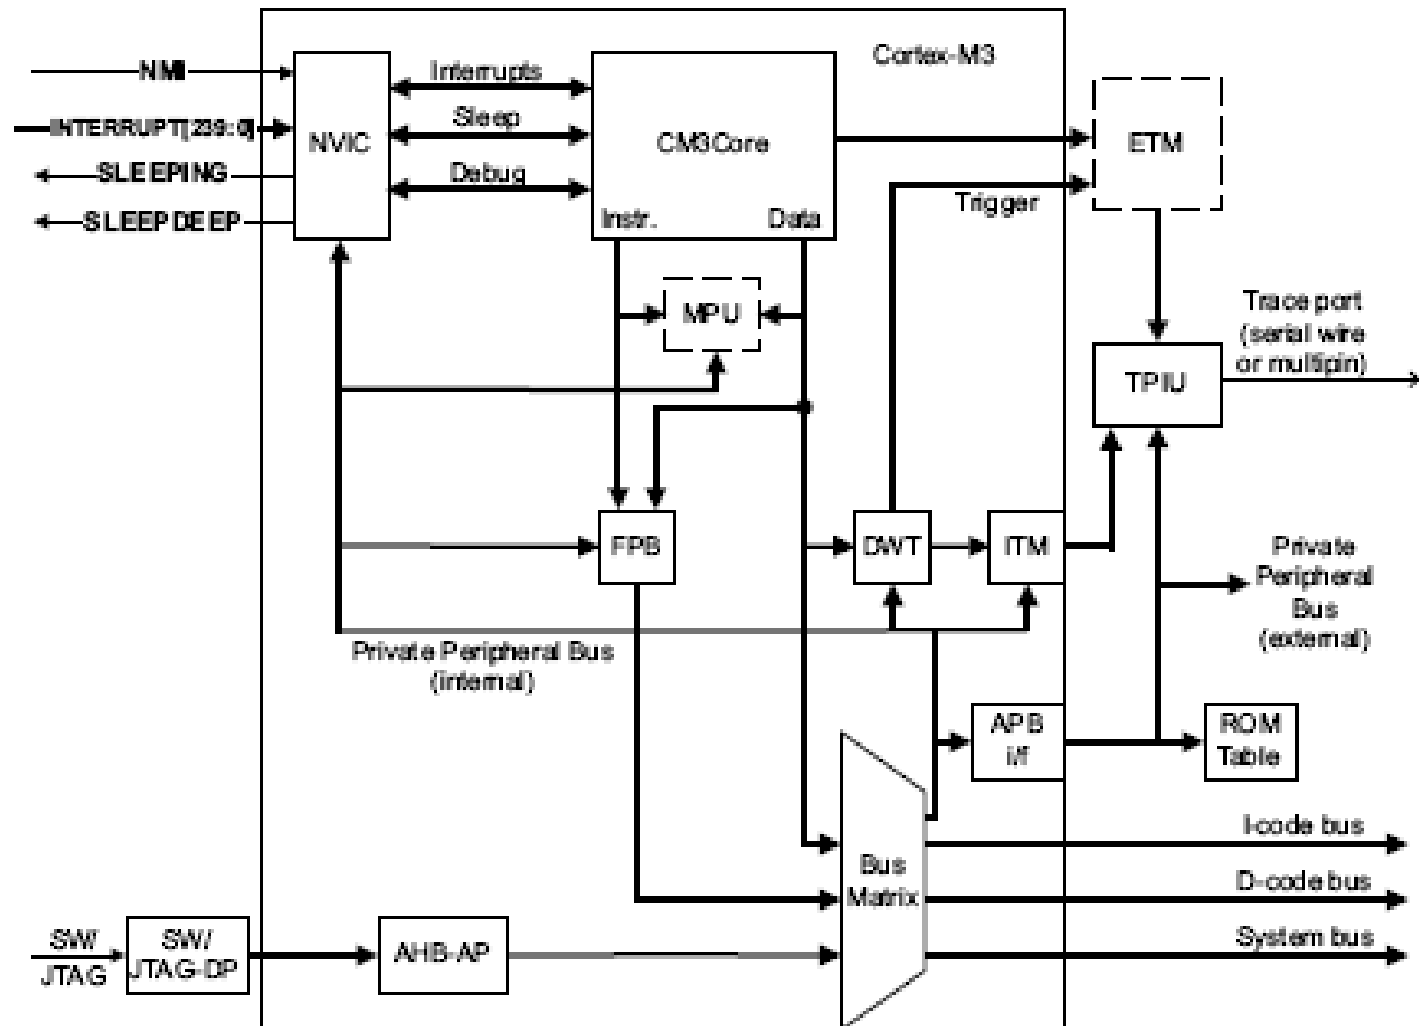 Cortex-M3
NMI
INTERRUPT[239:0]
SLEEPING
SLEEPDEEP
NVIC
Interrupts
Sleep
Debug
CM3Core
Instr.
Data
ETM
Trigger
MPU
Trace port
(serial wire
or multipin)
TPIU
FPB
DWT
ITM
Private
Peripheral
Bus
(external)
Private Peripheral Bus
(internal)
APB
i/f
ROM
Table
Bus
Matrix
I-code bus
D-code bus
System bus
SW/
JTAG
SW/
JTAG-DP
AHB-AP